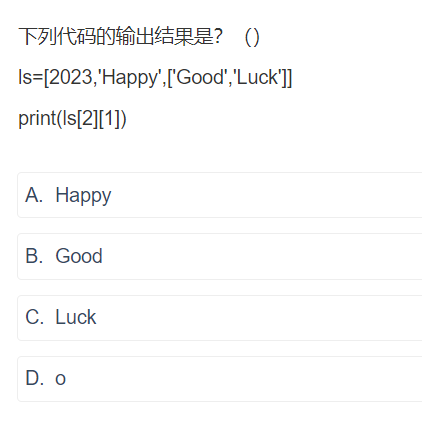 下列代码的输出结果是？（）
ls=[2023,'Happy',['Good','Luck']]
print(ls[2][1])
A. Happy
B. Good
C. Luck
D. o